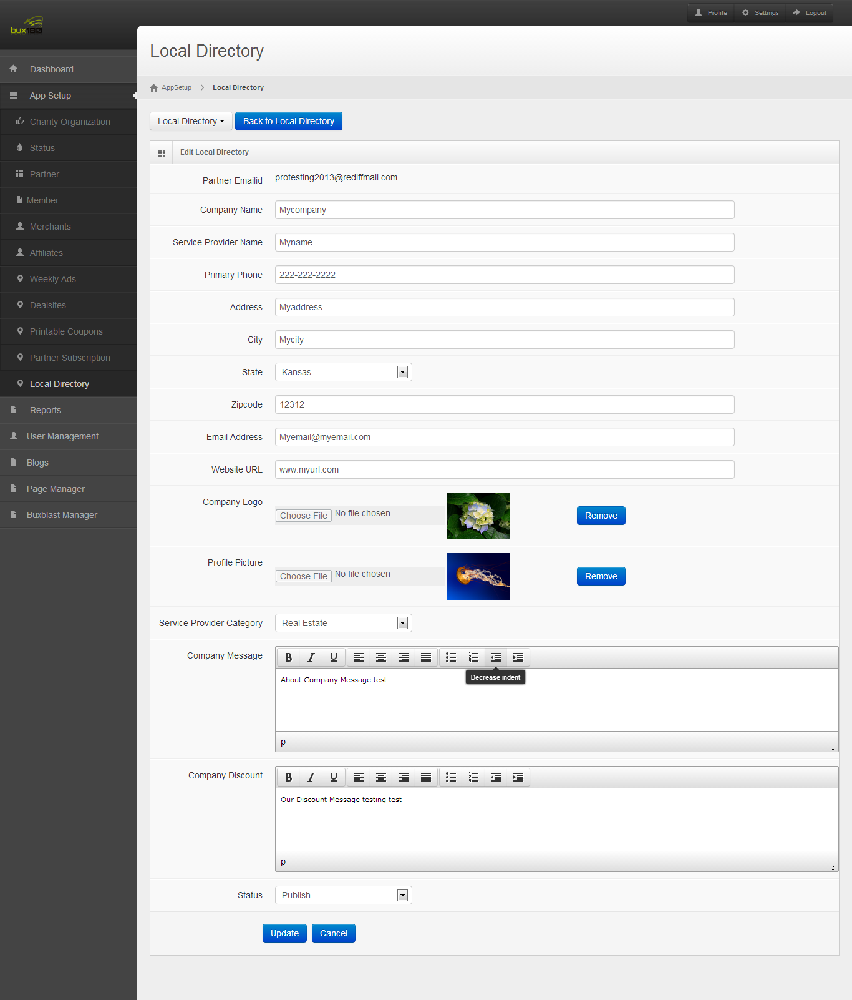 bux180
Profile
Settings
Logout
Local Directory
AppSetup
Local Directory
Dashboard
App Setup
Charity Organization
Status
Partner
Member
Merchants
Affiliates
Weekly Ads
Dealsites
Printable Coupons
Partner Subscription
Local Directory
Reports
User Management
Blogs
Page Manager
Buxblast Manager
Local Directory
Back to Local Directory
Edit Local Directory
Partner Emailid protesting2013@rediffmail.com
Company Name Mycompany
Service Provider Name Myname
Primary Phone 222-222-2222
Address Myaddress
City Mycity
State Kansas
Zipcode 12312
Email Address Myemail@myemail.com
Website URL www.myurl.com
Company Logo Choose File No file chosen Remove
Profile Picture Choose File No file chosen Remove
Service Provider Category Real Estate
Company Message
B I U
Decrease indent
About Company Message test
p
Company Discount
B I U
Our Discount Message testing test
p
Status Publish
Update Cancel